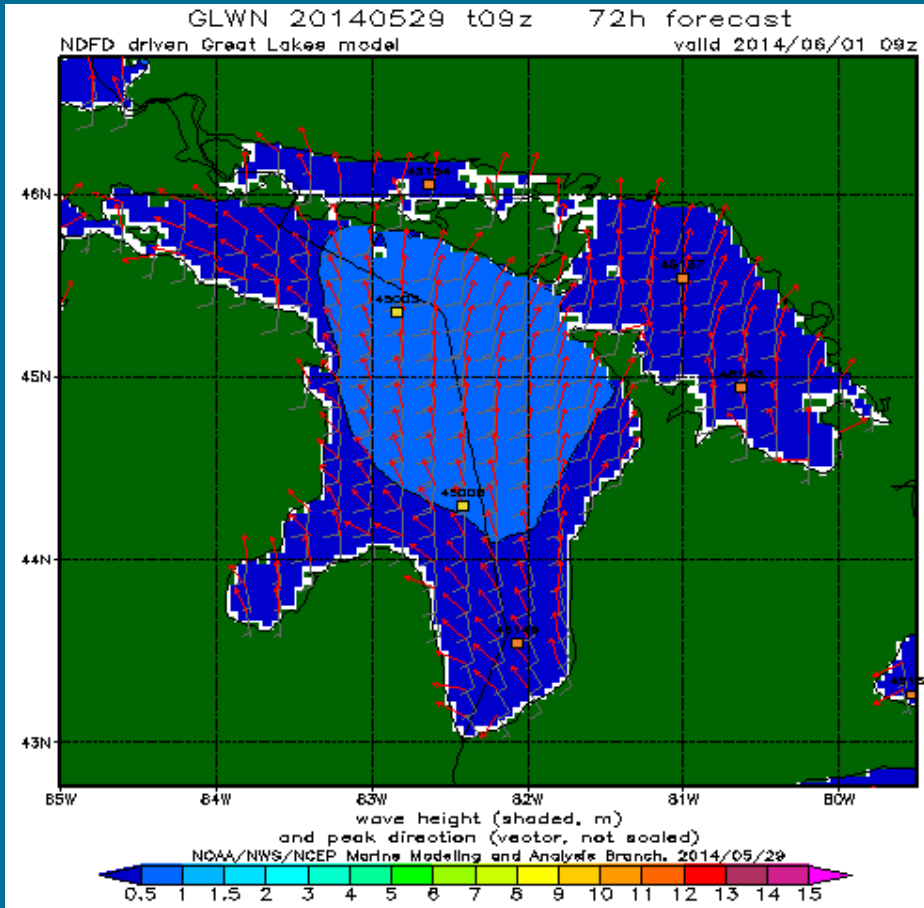 GLWN 20140529 t09z 72h forecast
NDFD driven Great Lakes model valid 2014/06/01 09z
46N
45N
44N
43N
45154
45137
45003
45143
45008
45149
85W 84W 83W 82W 81W 80W
wave height (shaded, m)
and peak direction (vector, not scaled)
NOAA/NWS/NCEP Marine Modeling and Analysis Branch, 2014/05/29
0.5 1 1.5 2 3 4 5 6 7 8 9 10 11 12 13 14 15